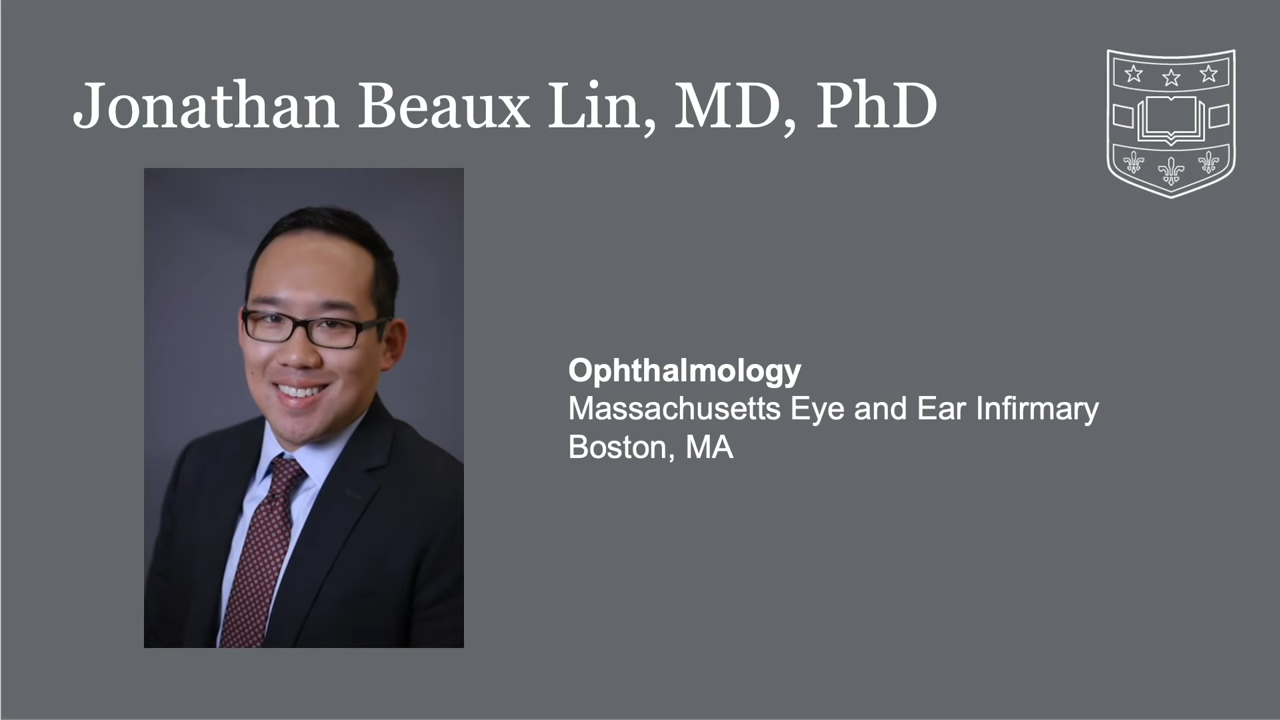 Jonathan Beaux Lin, MD, PhD
Ophthalmology
Massachusetts Eye and Ear Infirmary
Boston, MA